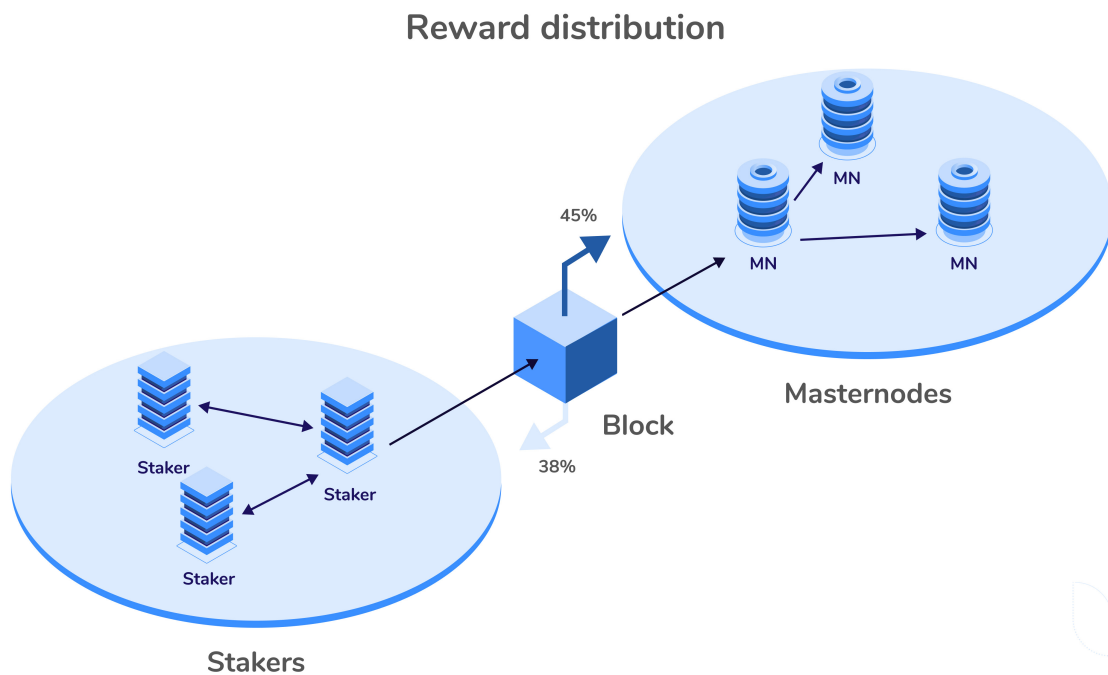 Reward distribution
MN
45%
MN
MN
Masternodes
Block
Staker
38%
Staker
Staker
Stakers